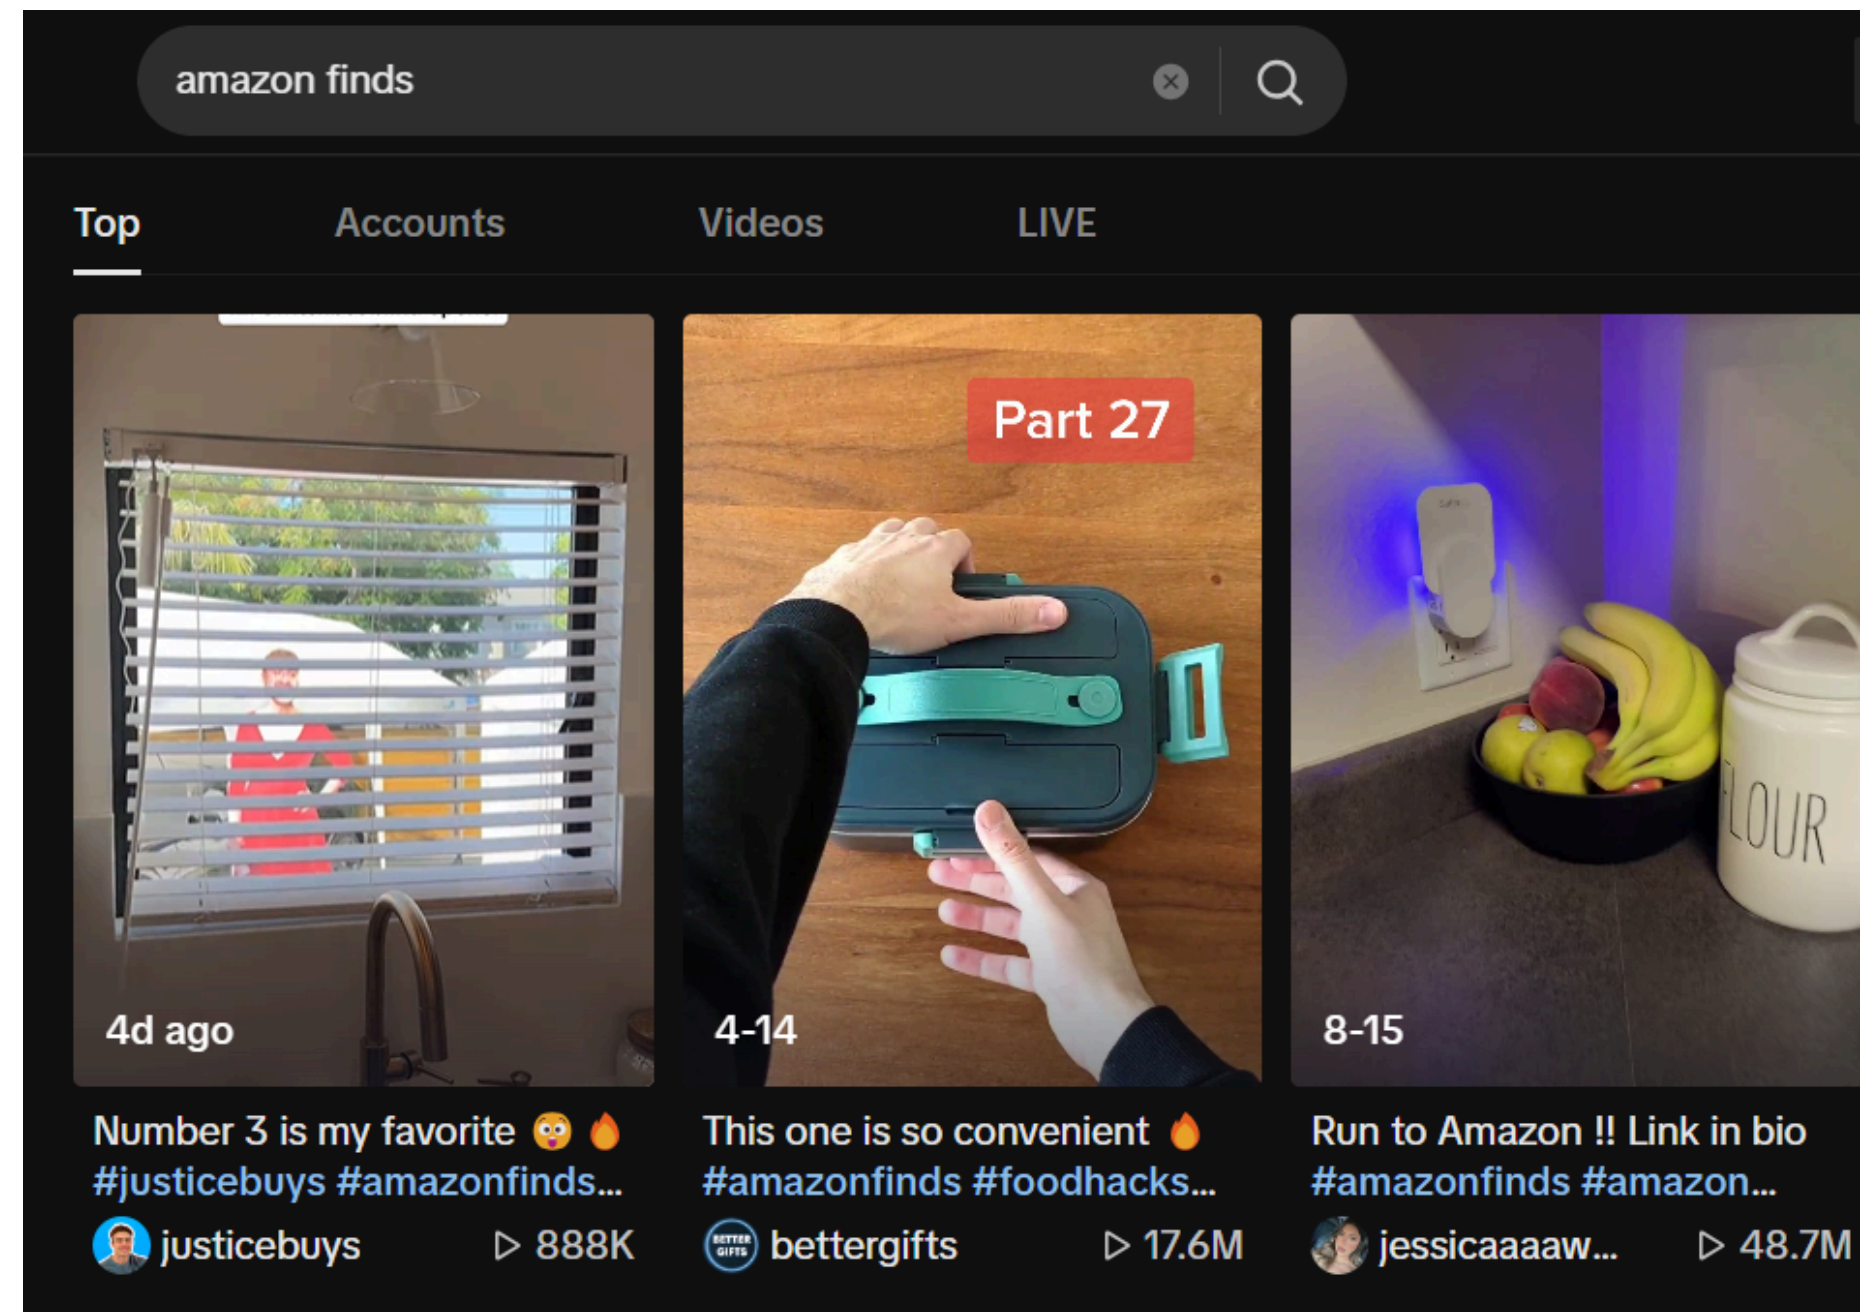 amazon finds
Top
Accounts
Videos
LIVE
Part 27
FLOUR
4d ago
4-14
8-15
Number 3 is my favorite 😲 🔥
#justicebuys #amazonfinds...
justicebuys
888K
This one is so convenient 🔥
#amazonfinds #foodhacks...
BETTER
GIFTS
bettergifts
17.6M
Run to Amazon !! Link in bio
#amazonfinds #amazon...
jessicaaaaw...
48.7M